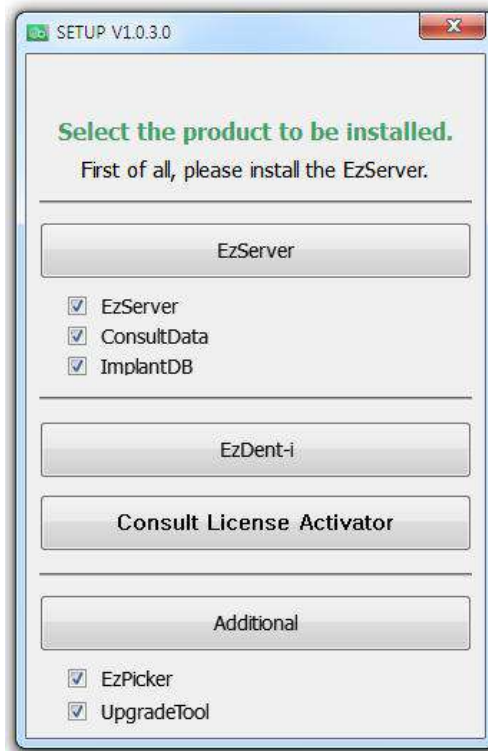 SETUP V1.0.3.0
Select the product to be installed.
First of all, please install the EzServer.
EzServer
EzServer
ConsultData
ImplantDB
EzDent-i
Consult License Activator
Additional
EzPicker
UpgradeTool